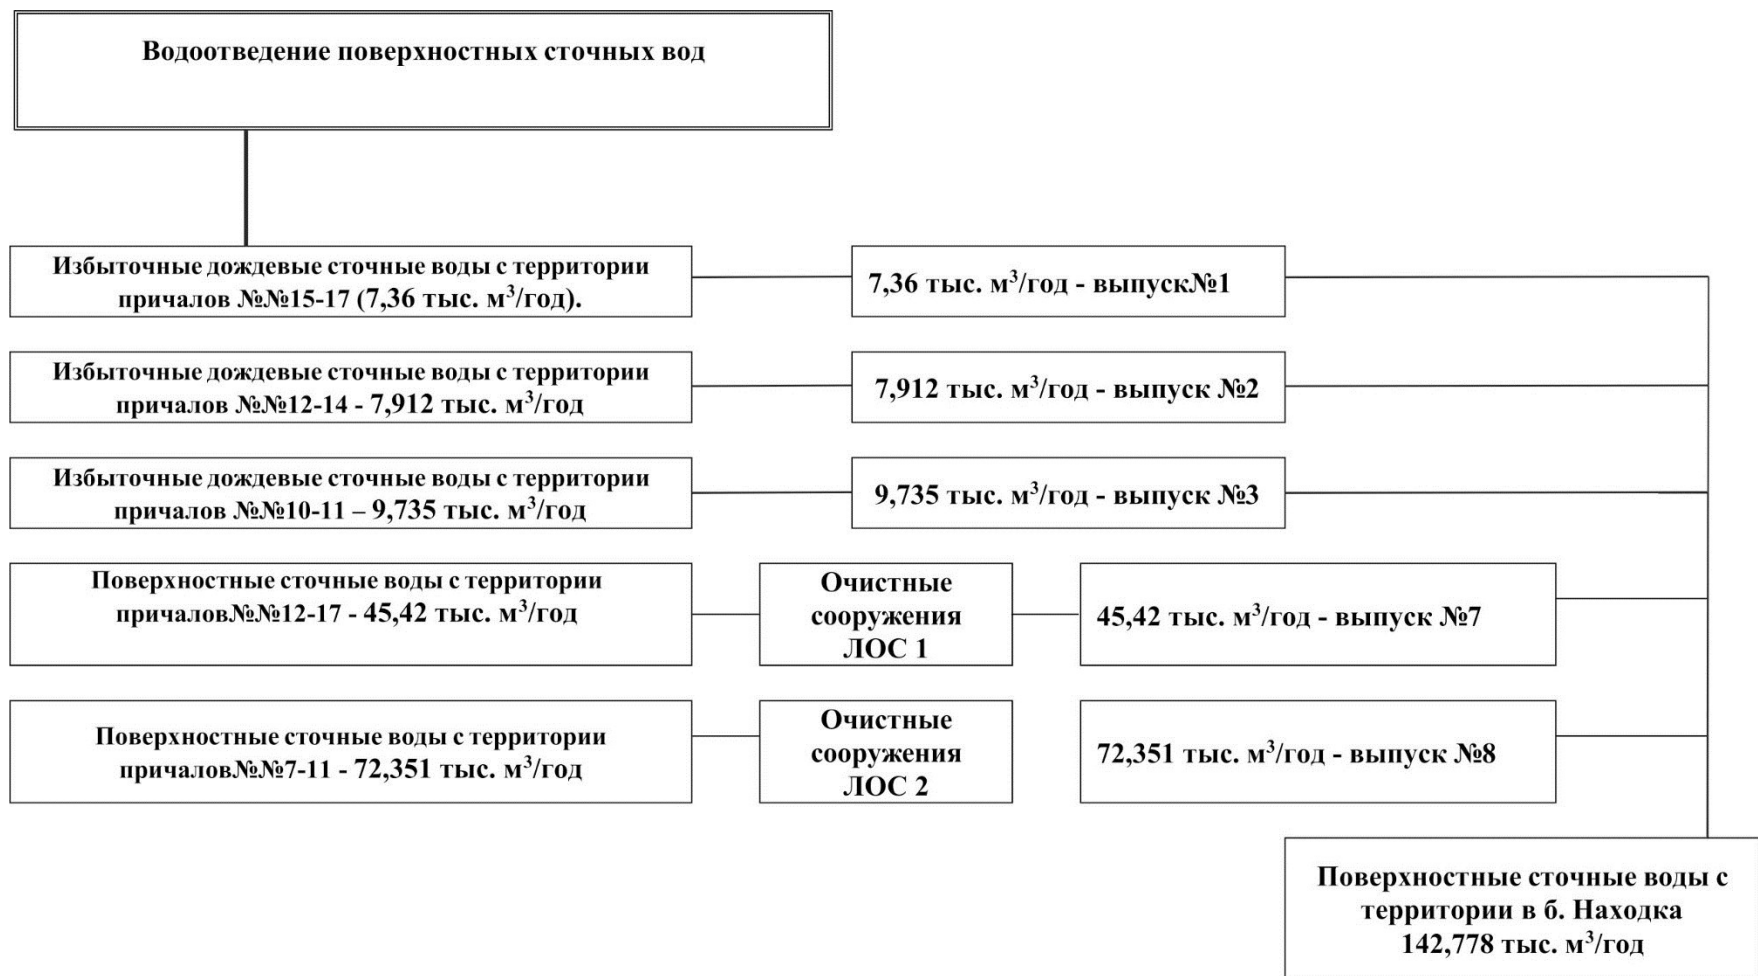 Водоотведение поверхностных сточных вод
Избыточные дождевые сточные воды с территории
причалов №№15-17 (7,36 тыс. м³/год).
7,36 тыс. м³/год - выпуск№1
Избыточные дождевые сточные воды с территории
причалов №№12-14 - 7,912 тыс. м³/год
7,912 тыс. м³/год - выпуск №2
Избыточные дождевые сточные воды с территории
причалов №№10-11 – 9,735 тыс. м³/год
9,735 тыс. м³/год - выпуск №3
Поверхностные сточные воды с территории
причалов№№12-17 - 45,42 тыс. м³/год
Очистные
сооружения
ЛОС 1
45,42 тыс. м³/год - выпуск №7
Поверхностные сточные воды с территории
причалов№№7-11 - 72,351 тыс. м³/год
Очистные
сооружения
ЛОС 2
72,351 тыс. м³/год - выпуск №8
Поверхностные сточные воды с
территории в б. Находка
142,778 тыс. м³/год